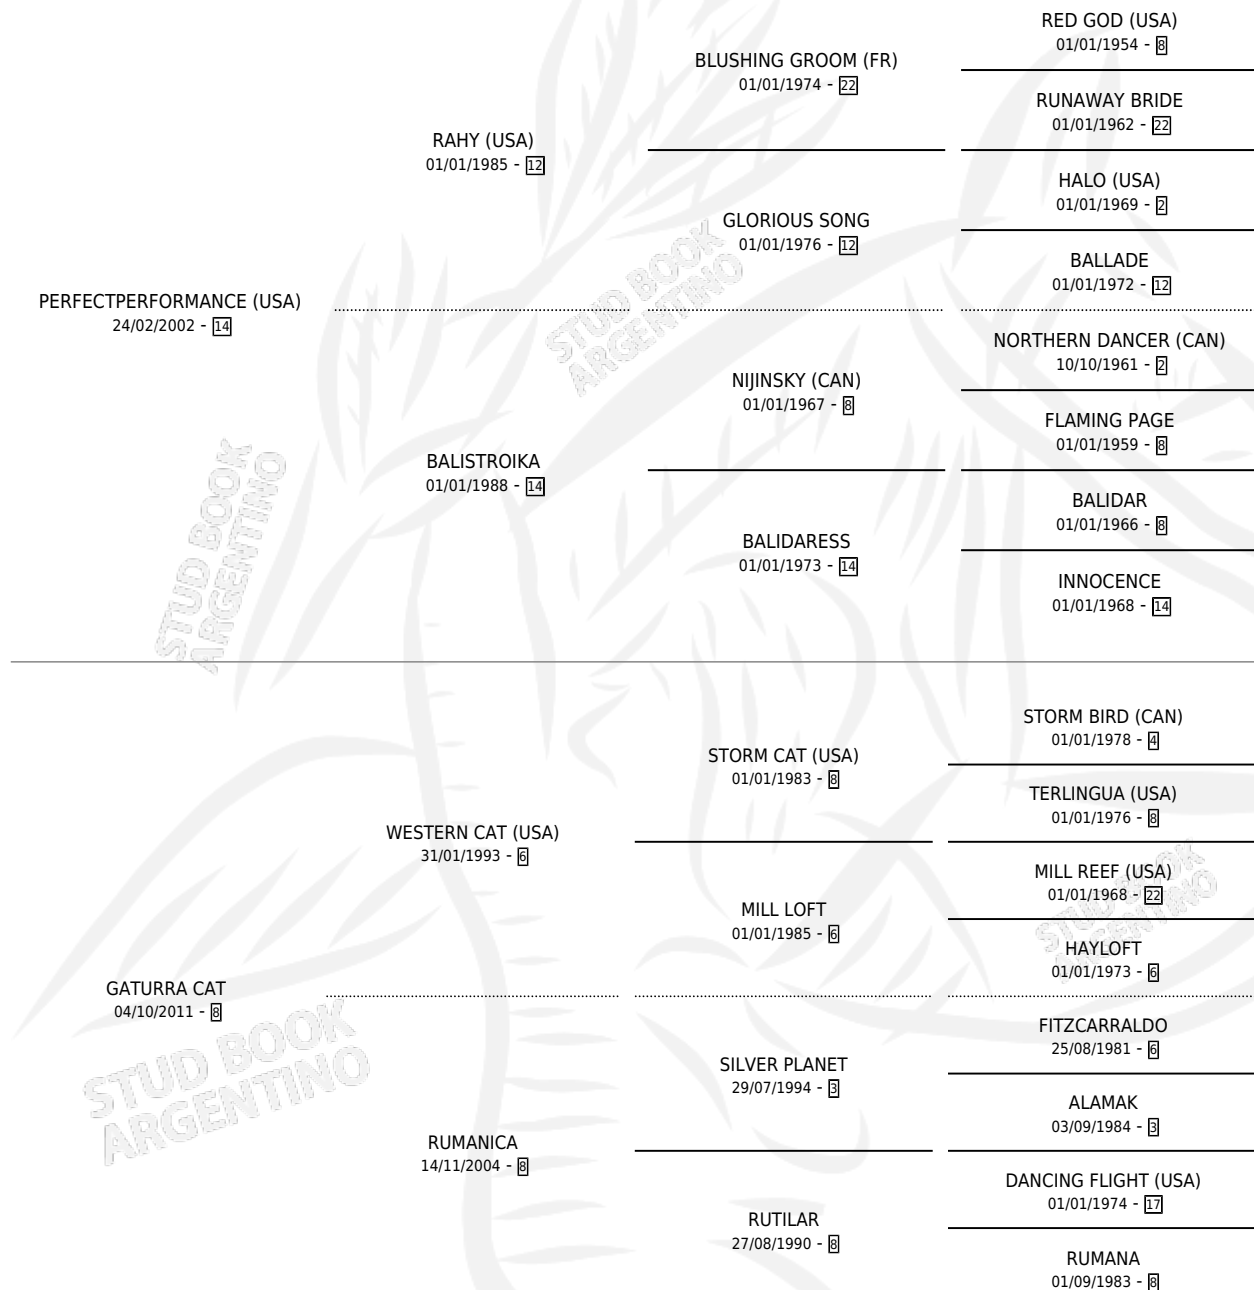 RED GOD (USA)
01/01/1954 - 8
BLUSHING GROOM (FR)
01/01/1974 - 22
RUNAWAY BRIDE
01/01/1962 - 22
RAHY (USA)
01/01/1985 - 12
HALO (USA)
01/01/1969 - 2
GLORIOUS SONG
01/01/1976 - 12
BALLADE
01/01/1972 - 12
PERFECTPERFORMANCE (USA)
24/02/2002 - 14
NORTHERN DANCER (CAN)
10/10/1961 - 2
NIJINSKY (CAN)
01/01/1967 - 8
FLAMING PAGE
01/01/1959 - 8
BALISTROIKA
01/01/1988 - 14
BALIDAR
01/01/1966 - 8
BALIDARESS
01/01/1973 - 14
INNOCENCE
01/01/1968 - 14
STORM BIRD (CAN)
01/01/1978 - 4
STORM CAT (USA)
01/01/1983 - 8
TERLINGUA (USA)
01/01/1976 - 8
WESTERN CAT (USA)
31/01/1993 - 6
MILL REEF (USA)
01/01/1968 - 22
MILL LOFT
01/01/1985 - 6
HAYLOFT
01/01/1973 - 6
GATURRA CAT
04/10/2011 - 8
FITZCARRALDO
25/08/1981 - 6
SILVER PLANET
29/07/1994 - 3
ALAMAK
03/09/1984 - 3
RUMANICA
14/11/2004 - 8
DANCING FLIGHT (USA)
01/01/1974 - 17
RUTILAR
27/08/1990 - 8
RUMANA
01/09/1983 - 8
STUD BOOK
ARGENTINO
STUD BOOK
ARGENTINO
STUD BOOK
ARGENTINO
STUD BOOK
ARGENTINO